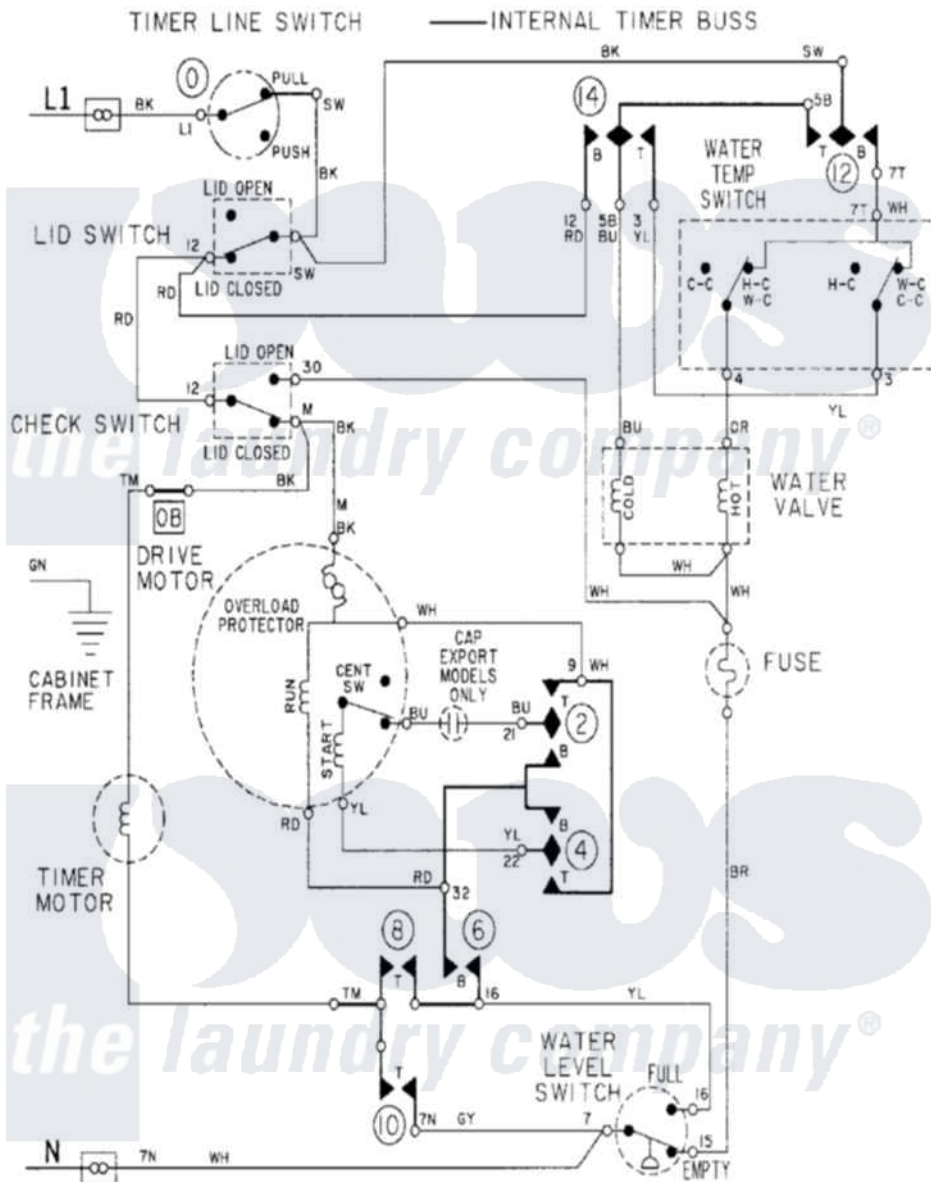 TIMER LINE SWITCH
INTERNAL TIMER BUSS
0
PULL
SW
BK
SW
L1
BK
L1
14
5B
PUSH
BK
B
T
WATER
TEMP
SWITCH
T
B
12
7T
LID OPEN
LID SWITCH
12
SW
12
RD
5B
BU
3
YL
7T
WH
RD
LID CLOSED
C-C
H-C
W-C
H-C
W-C
C-C
RD
LID OPEN
30
4
3
12
M
BK
YL
CHECK SWITCH
LID CLOSED
BU
OR
the laundry company®
TM
BK
M
COLD
HOT
WATER
VALVE
OB
BK
DRIVE
MOTOR
GN
WH
WH
WH
OVERLOAD
PROTECTOR
WH
CAP
EXPORT
MODELS
ONLY
9
WH
FUSE
CABINET
FRAME
CENT
SW
RUN
BU
BU
21
T
2
B
START
YL
B
RD
YL
22
4
T
RD
32
BR
TIMER
MOTOR
8
6
T
B
TM
16
YL
the laundry company®
WATER
LEVEL
SWITCH
FULL
T
10
16
7N
GY
7
15
N
7N
WH
EMPTY